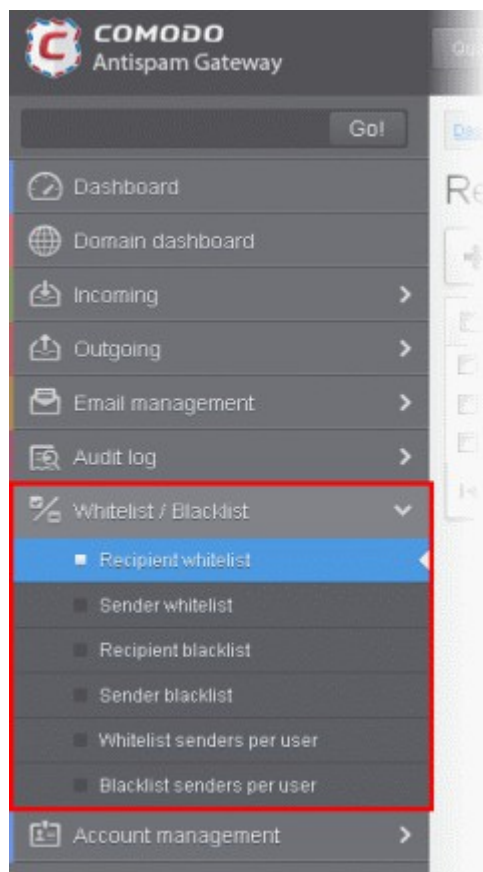 COMODO
Antispam Gateway
Go!
Dashboard
Domain dashboard
Incoming
Outgoing
Email management
Audit log
Whitelist / Blacklist
Recipient whitelist
Sender whitelist
Recipient blacklist
Sender blacklist
Whitelist senders per user
Blacklist senders per user
Account management